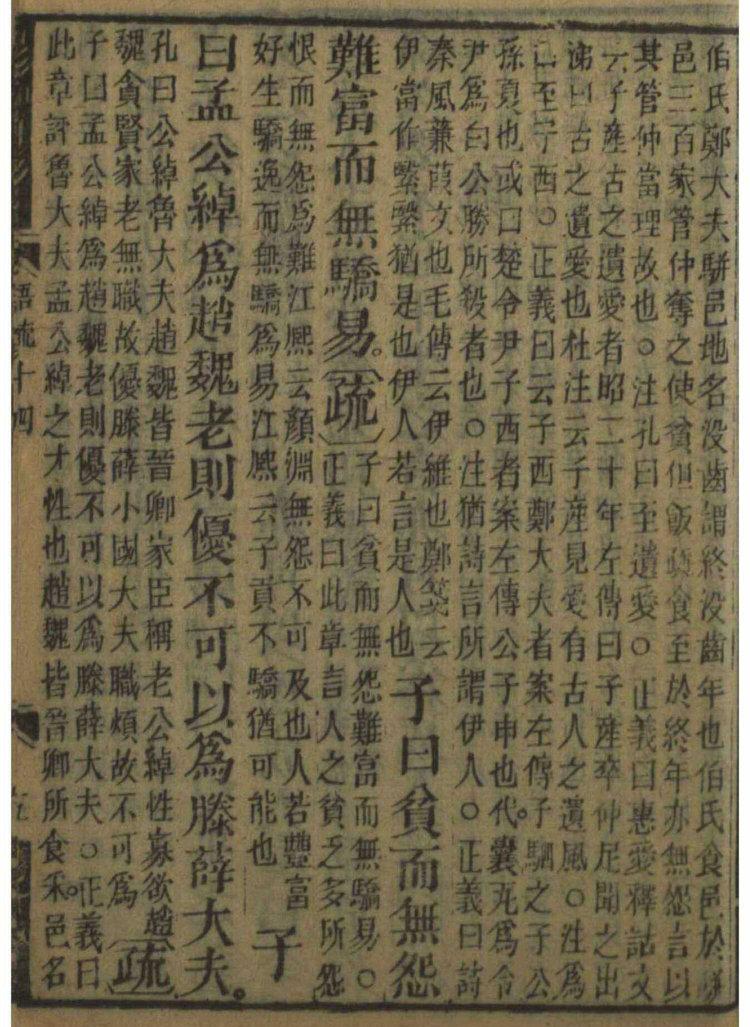 伯氏鄭大夫駢邑地名没齒謂終没齒年也伯氏食邑於駢
邑三百家管仲奪之使貧但飯疏食至於終年亦無怨言以
其管仲當理故也○注孔曰至遺愛○正義曰惠愛釋詁文
云子產古之遺愛者昭二十年左傳曰子產卒仲尼聞之出
涕曰古之遺愛也杜注云子產見愛有古人之遺風○注爲
曰至子西○正義曰云子西鄭大夫者案左傳子駟之子公
孫夏也或曰楚令尹子西者案左傳公子申也代囊瓦爲令
尹爲白公勝所殺者也○注猶詩言所謂伊人○正義曰詩
秦風蒹葭文也毛傳云伊維也鄭箋云
伊當作繄繄猶是也伊人若言是人也
子曰貧而無怨
難富而無驕易。〔疏〕
子曰貧而無怨難富而無驕易。○
正義曰此章言人之貧乏多所怨
恨而無怨爲難江熙云顏淵無怨不可及也人若豐富
好生驕逸而無驕爲易江熙云子貢不驕猶可能也
子
曰孟公綽爲趙魏老則優不可以爲滕薛大夫。
孔曰公綽魯大夫趙魏皆晉卿家臣稱老公綽性寡欲趙
魏貪賢家老無職故優滕薛小國大夫職煩故不可爲
〔疏〕
子曰孟公綽爲趙魏老則優不可以爲滕薛大夫。○正義曰
此章評魯大夫孟公綽之才性也趙魏皆晉卿所食采。邑名
語疏十四